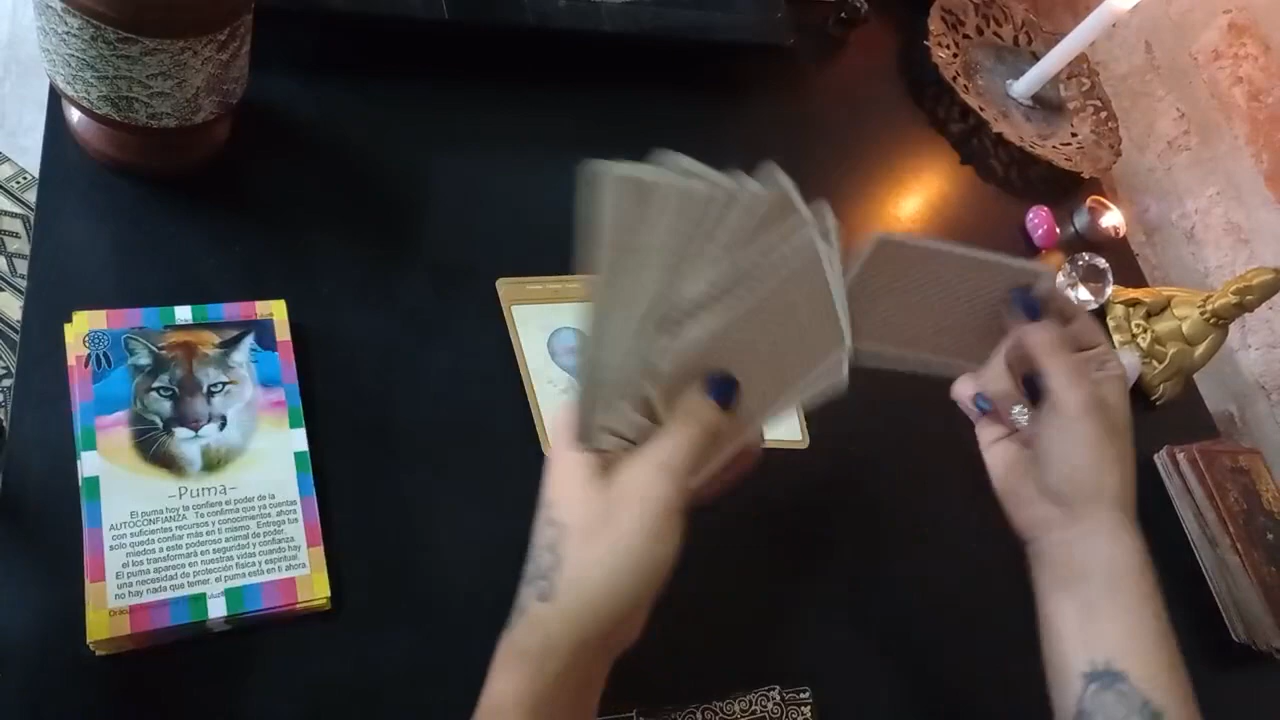 -Puma-
El puma hoy te confiere el poder de la
AUTOCONFIANZA. Te confirma que ya cuentas
con suficientes recursos y conocimientos, ahora
solo queda confiar más en ti mismo. Entrega tus
miedos a este poderoso animal de poder,
el los transformará en seguridad y confianza.
El puma aparece en nuestras vidas cuando hay
una necesidad de protección física y espiritual.
no hay nada que temer, el puma está en ti ahora.